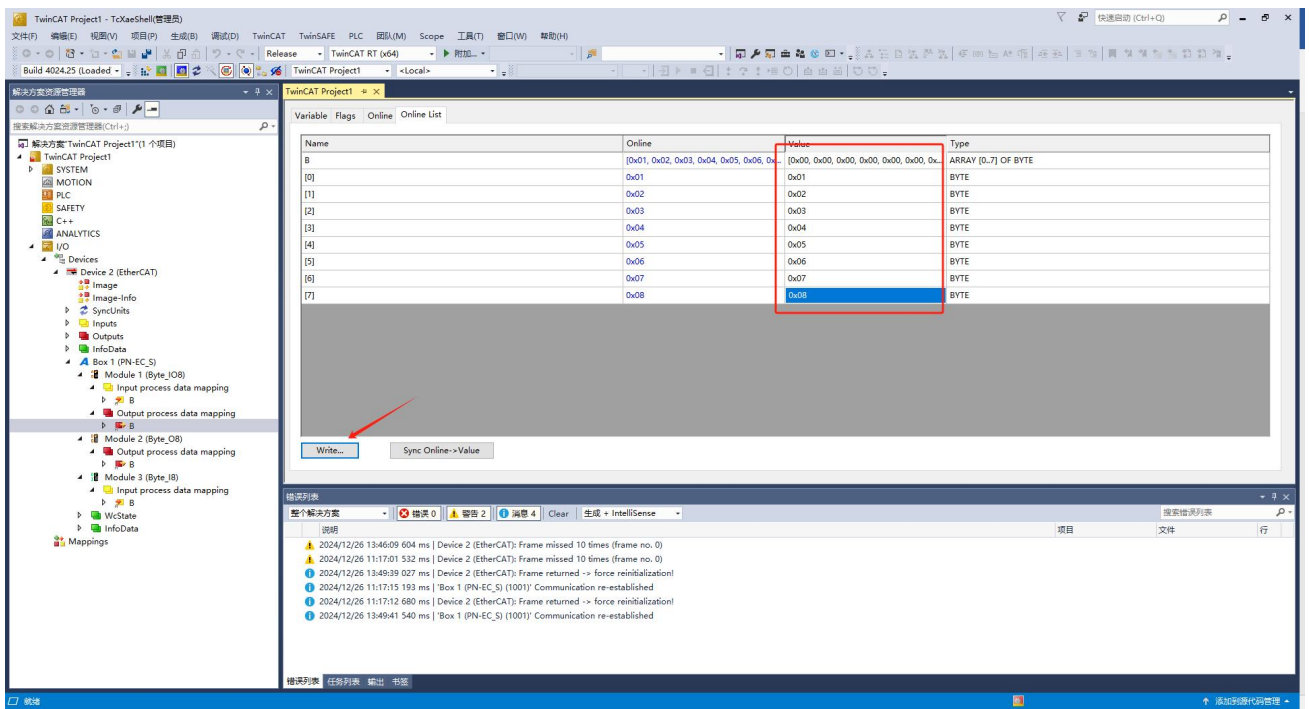 TwinCAT Project1 - TcXaeShell(管理员)
快速启动 (Ctrl+Q)
文件(F) 编辑(E) 视图(V) 项目(P) 生成(B) 调试(D) TwinCAT TwinSAFE PLC 团队(M) Scope 工具(T) 窗口(W) 帮助(H)
Release TwinCAT RT (x64) 附加...
Build 4024.25 (Loaded TwinCAT Project1 <Local>
解决方案资源管理器
搜索解决方案资源管理器(Ctrl+;)
解决方案"TwinCAT Project1"(1 个项目)
TwinCAT Project1
SYSTEM
MOTION
PLC
SAFETY
C++
ANALYTICS
I/O
Devices
Device 2 (EtherCAT)
Image
Image-Info
SyncUnits
Inputs
Outputs
InfoData
Box 1 (PN-EC_S)
Module 1 (Byte_IO8)
Input process data mapping
B
Output process data mapping
B
Module 2 (Byte_O8)
Output process data mapping
B
Module 3 (Byte_I8)
Input process data mapping
B
WcState
InfoData
Mappings
TwinCAT Project1
Variable Flags Online Online List
Name Online Value Type
B [0x01, 0x02, 0x03, 0x04, 0x05, 0x06, 0x... [0x00, 0x00, 0x00, 0x00, 0x00, 0x00, 0x... ARRAY [0..7] OF BYTE
[0] 0x01 0x01 BYTE
[1] 0x02 0x02 BYTE
[2] 0x03 0x03 BYTE
[3] 0x04 0x04 BYTE
[4] 0x05 0x05 BYTE
[5] 0x06 0x06 BYTE
[6] 0x07 0x07 BYTE
[7] 0x08 0x08 BYTE
Write... Sync Online->Value
错误列表
整个解决方案 错误 0 警告 2 消息 4 Clear 生成 + IntelliSense 搜索错误列表
说明 项目 文件 行
2024/12/26 13:46:09 604 ms | Device 2 (EtherCAT): Frame missed 10 times (frame no. 0)
2024/12/26 11:17:01 532 ms | Device 2 (EtherCAT): Frame missed 10 times (frame no. 0)
2024/12/26 13:49:39 027 ms | Device 2 (EtherCAT): Frame returned -> force reinitialization!
2024/12/26 11:17:15 193 ms | 'Box 1 (PN-EC_S) (1001)' Communication re-established
2024/12/26 11:17:12 680 ms | Device 2 (EtherCAT): Frame returned -> force reinitialization!
2024/12/26 13:49:41 540 ms | 'Box 1 (PN-EC_S) (1001)' Communication re-established
错误列表 任务列表 输出 书签
就绪 添加到源代码管理